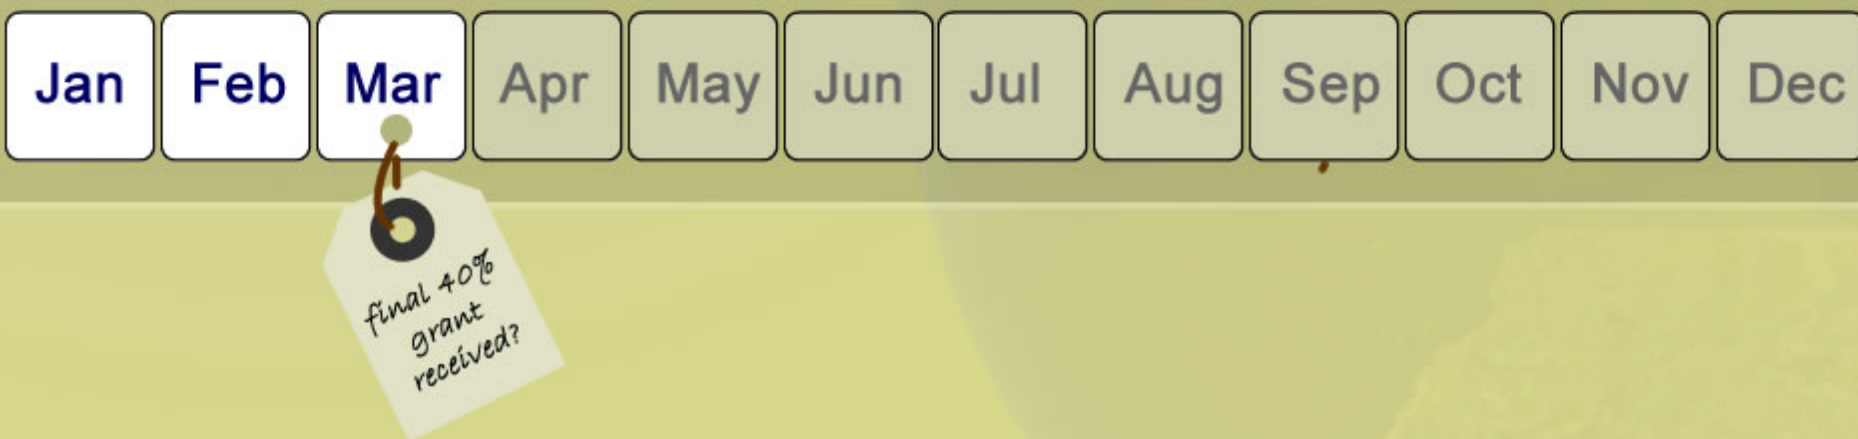 Jan Feb Mar Apr May Jun Jul Aug Sep Oct Nov Dec
final 40%
grant
received?